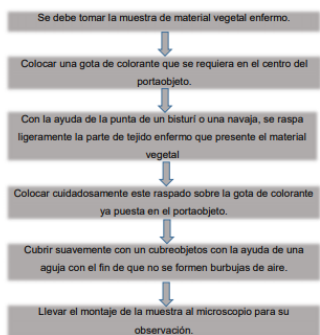 Se debe tomar la muestra de material vegetal enfermo.
Colocar una gota de colorante que se requiera en el centro del
portaobjeto.
Con la ayuda de la punta de un bisturí o una navaja, se raspa
ligeramente la parte de tejido enfermo que presente el material
vegetal
Colocar cuidadosamente este raspado sobre la gota de colorante
ya puesta en el portaobjeto.
Cubrir suavemente con un cubreobjetos con la ayuda de una
aguja con el fin de que no se formen burbujas de aire.
Llevar el montaje de la muestra al microscopio para su
observación.